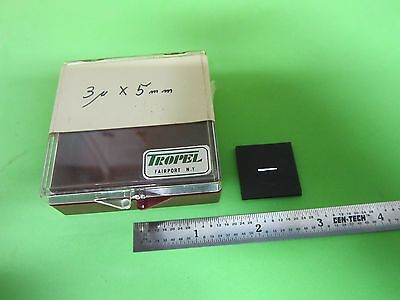 3µ X 5mm
TROPEL
FAIRPORT N.Y
1 2 3 CEN-TECH 4